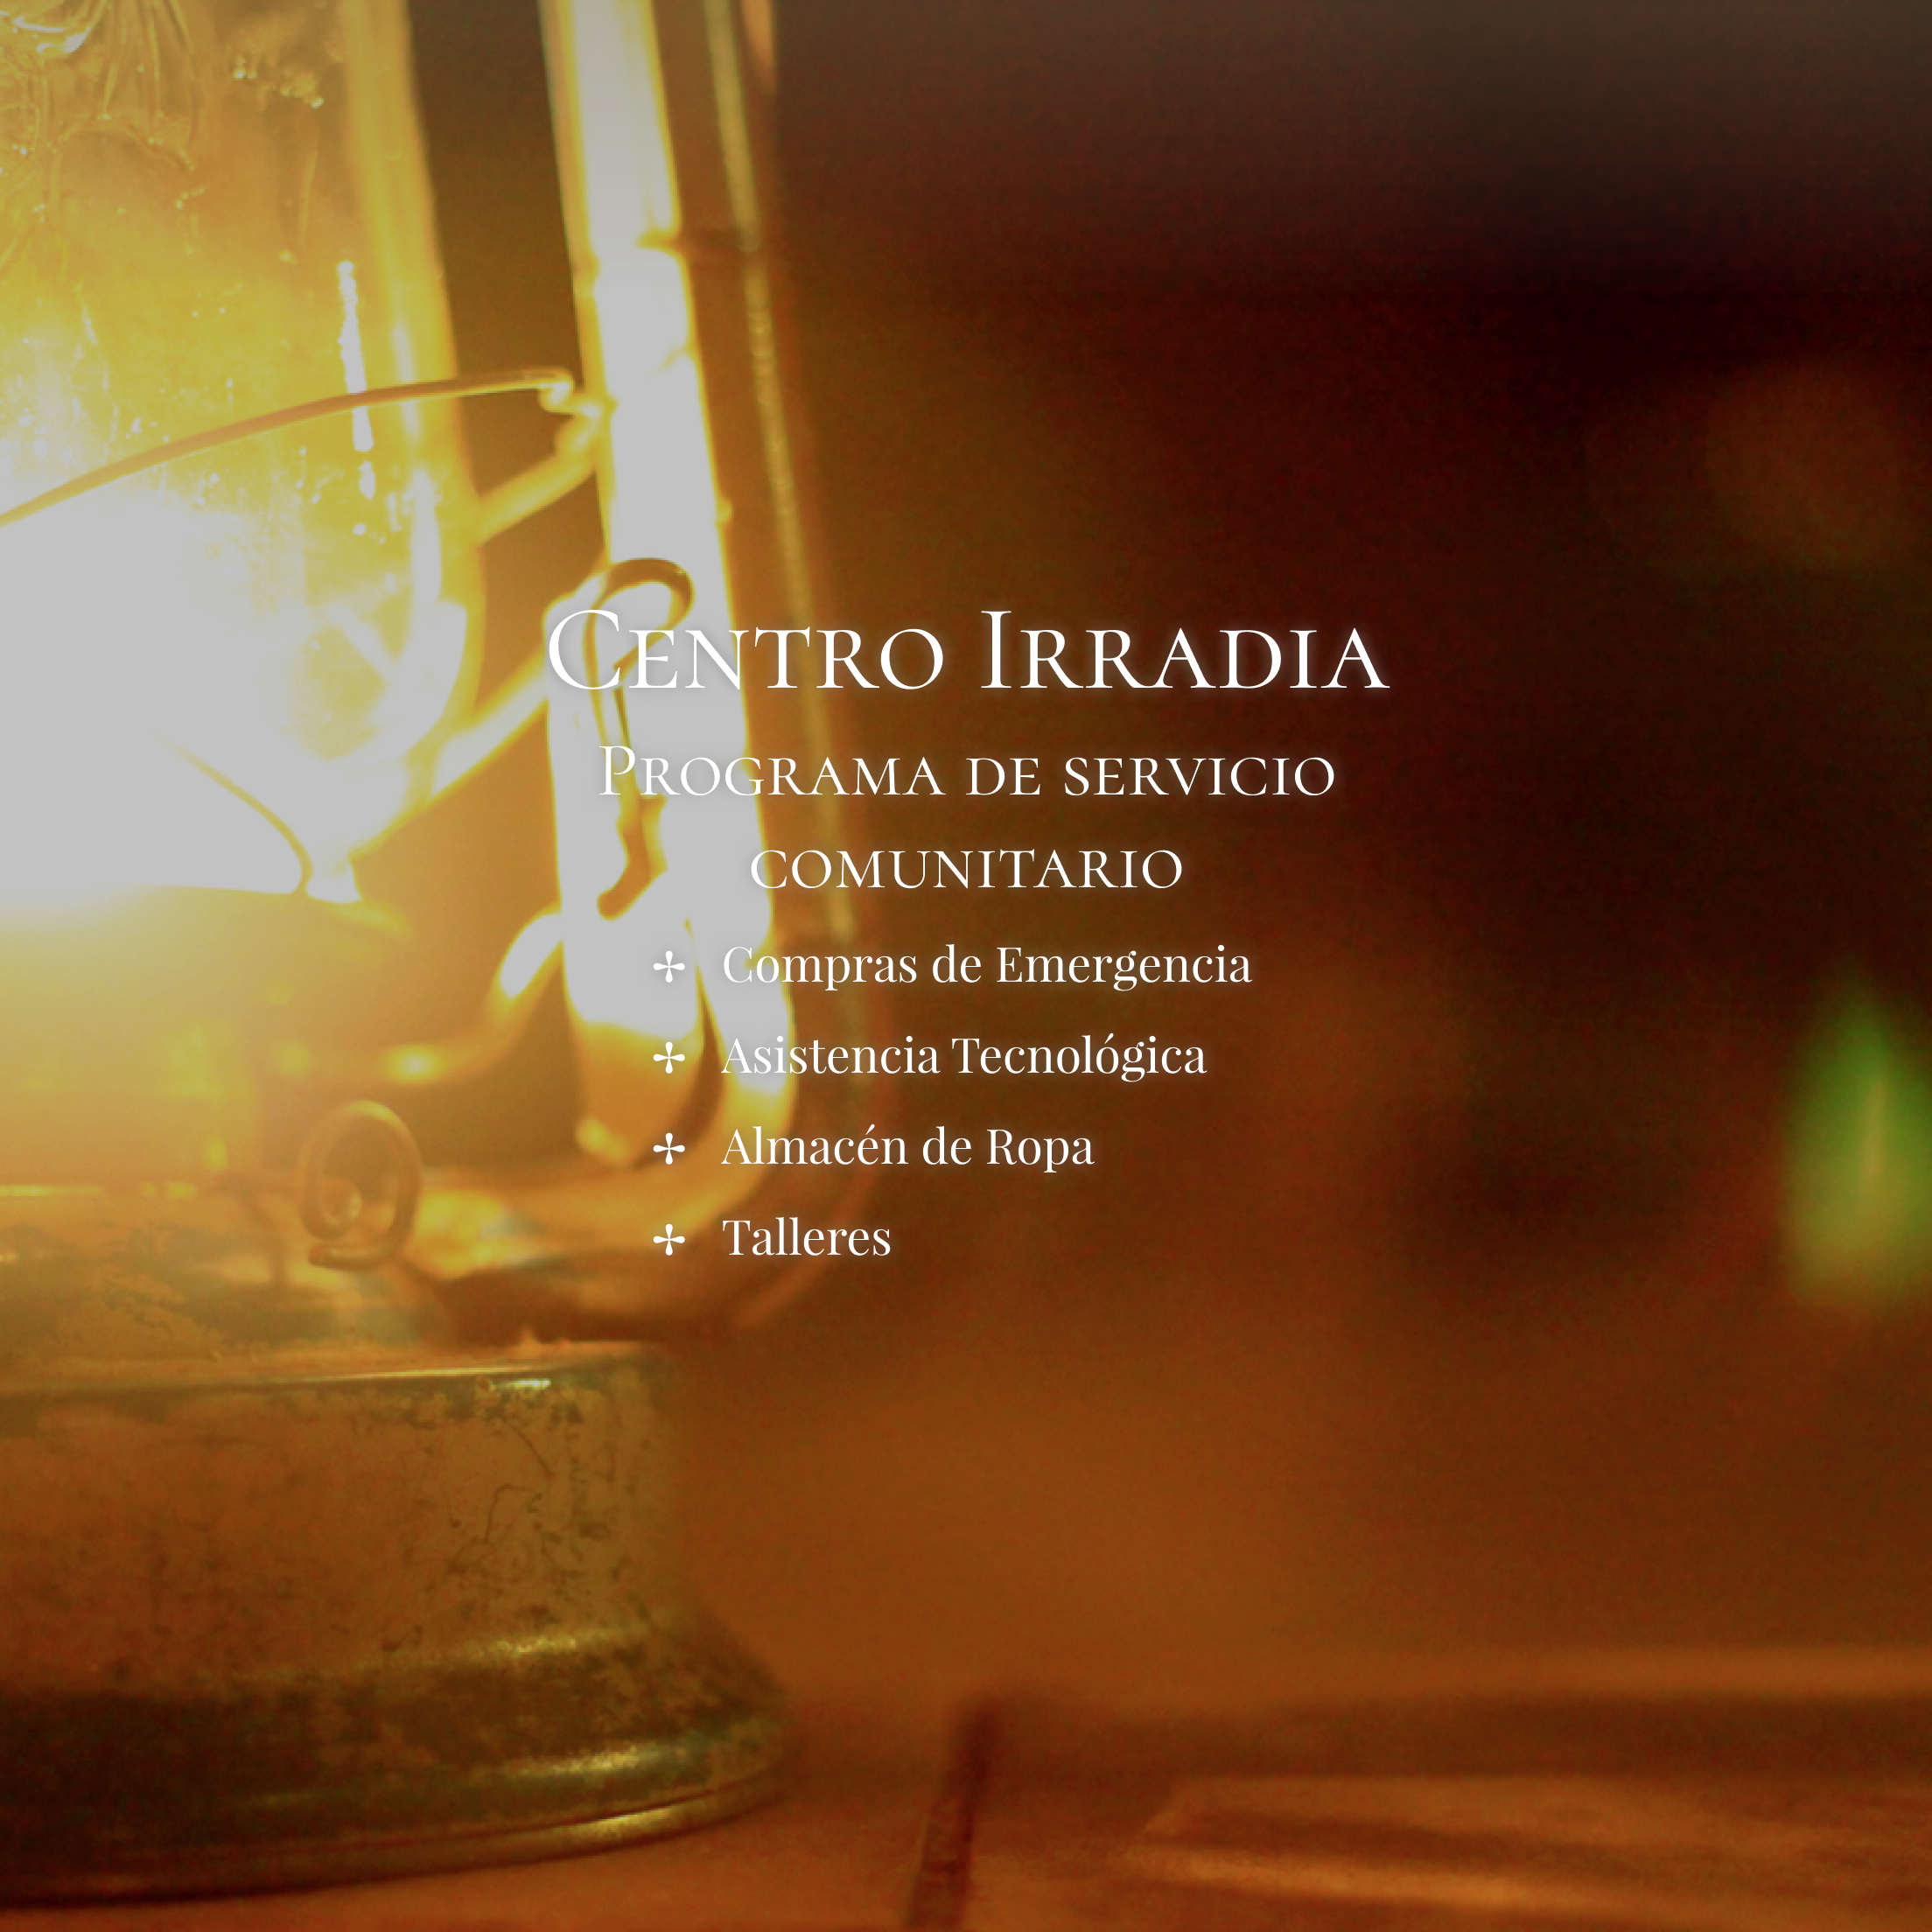 Centro Irradia
Programa de servicio
comunitario
✢ Compras de Emergencia
✢ Asistencia Tecnológica
✢ Almacén de Ropa
✢ Talleres